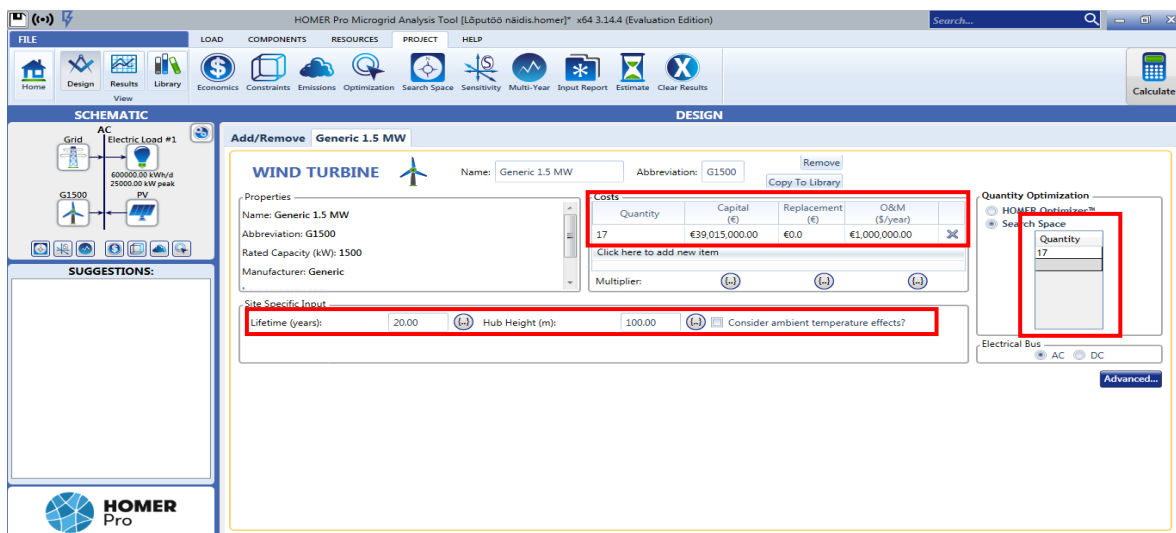 HOMER Pro Microgrid Analysis Tool [Lõputöö näidis.homer]* x64 3.14.4 (Evaluation Edition)
Search...
FILE LOAD COMPONENTS RESOURCES PROJECT HELP
Home Design Results Library Economics Constraints Emissions Optimization Search Space Sensitivity Multi-Year Input Report Estimate Clear Results Calculate
View
SCHEMATIC
DESIGN
AC
Grid Electric Load #1
600000.00 kWh/d
25000.00 kW peak
G1500 PV
SUGGESTIONS:
HOMER
Pro
Add/Remove Generic 1.5 MW
WIND TURBINE Name: Generic 1.5 MW Abbreviation: G1500 Remove
Copy To Library
Properties
Name: Generic 1.5 MW
Abbreviation: G1500
Rated Capacity (kW): 1500
Manufacturer: Generic
Costs
Quantity Capital (€) Replacement (€) O&M ($/year)
17 €39,015,000.00 €0.0 €1,000,000.00
Click here to add new item
Multiplier: {..} {..} {..}
Site Specific Input
Lifetime (years): 20.00 {..} Hub Height (m): 100.00 {..} Consider ambient temperature effects?
Quantity Optimization
HOMER Optimizer™
Search Space
Quantity
17
Electrical Bus
AC DC
Advanced...